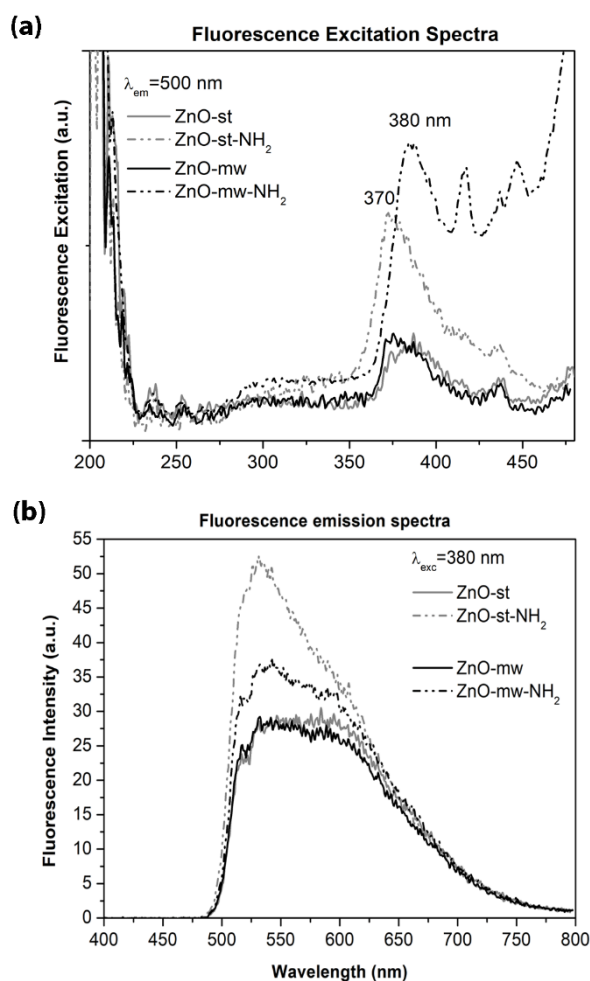 (a)
Fluorescence Excitation Spectra
λem=500 nm
ZnO-st
ZnO-st-NH2
ZnO-mw
ZnO-mw-NH2
380 nm
370
Fluorescence Excitation (a.u.)
200 250 300 350 400 450
(b)
Fluorescence emission spectra
λexc=380 nm
ZnO-st
ZnO-st-NH2
ZnO-mw
ZnO-mw-NH2
Fluorescence Intensity (a.u.)
55
50
45
40
35
30
25
20
15
10
5
0
400 450 500 550 600 650 700 750 800
Wavelength (nm)